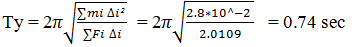 Ty = 2π√(∑mi Δi² / ∑Fi Δi) = 2π√(2.8*10^−2 / 2.0109) = 0.74 sec